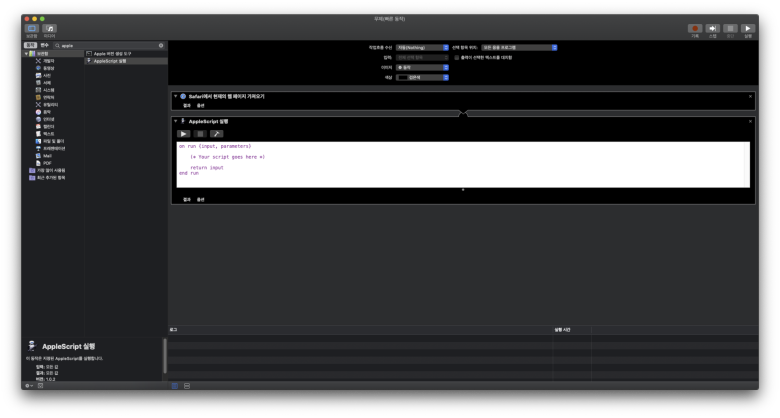 무제(빠른 동작)
보관함
미디어
기록
스텝
중단
실행
동작 변수 apple
보관함
개발자
동영상
사진
서체
시스템
연락처
유틸리티
음악
인터넷
캘린더
텍스트
파일 및 폴더
프레젠테이션
Mail
PDF
가장 많이 사용됨
최근 추가된 항목
Apple 버전 생성 도구
AppleScript 실행
작업흐름 수신 자동(Nothing) 선택 항목 위치: 모든 응용 프로그램
입력: 출력이 선택한 텍스트를 대치함
이미지 동작
색상 검은색
Safari에서 현재의 웹 페이지 가져오기
결과 옵션
AppleScript 실행
on run {input, parameters}
(* Your script goes here *)
return input
end run
결과 옵션
로그 실행 시간
AppleScript 실행
이 동작은 지정된 AppleScript를 실행합니다.
입력: 모든 값
결과: 모든 값
버전: 1.0.2